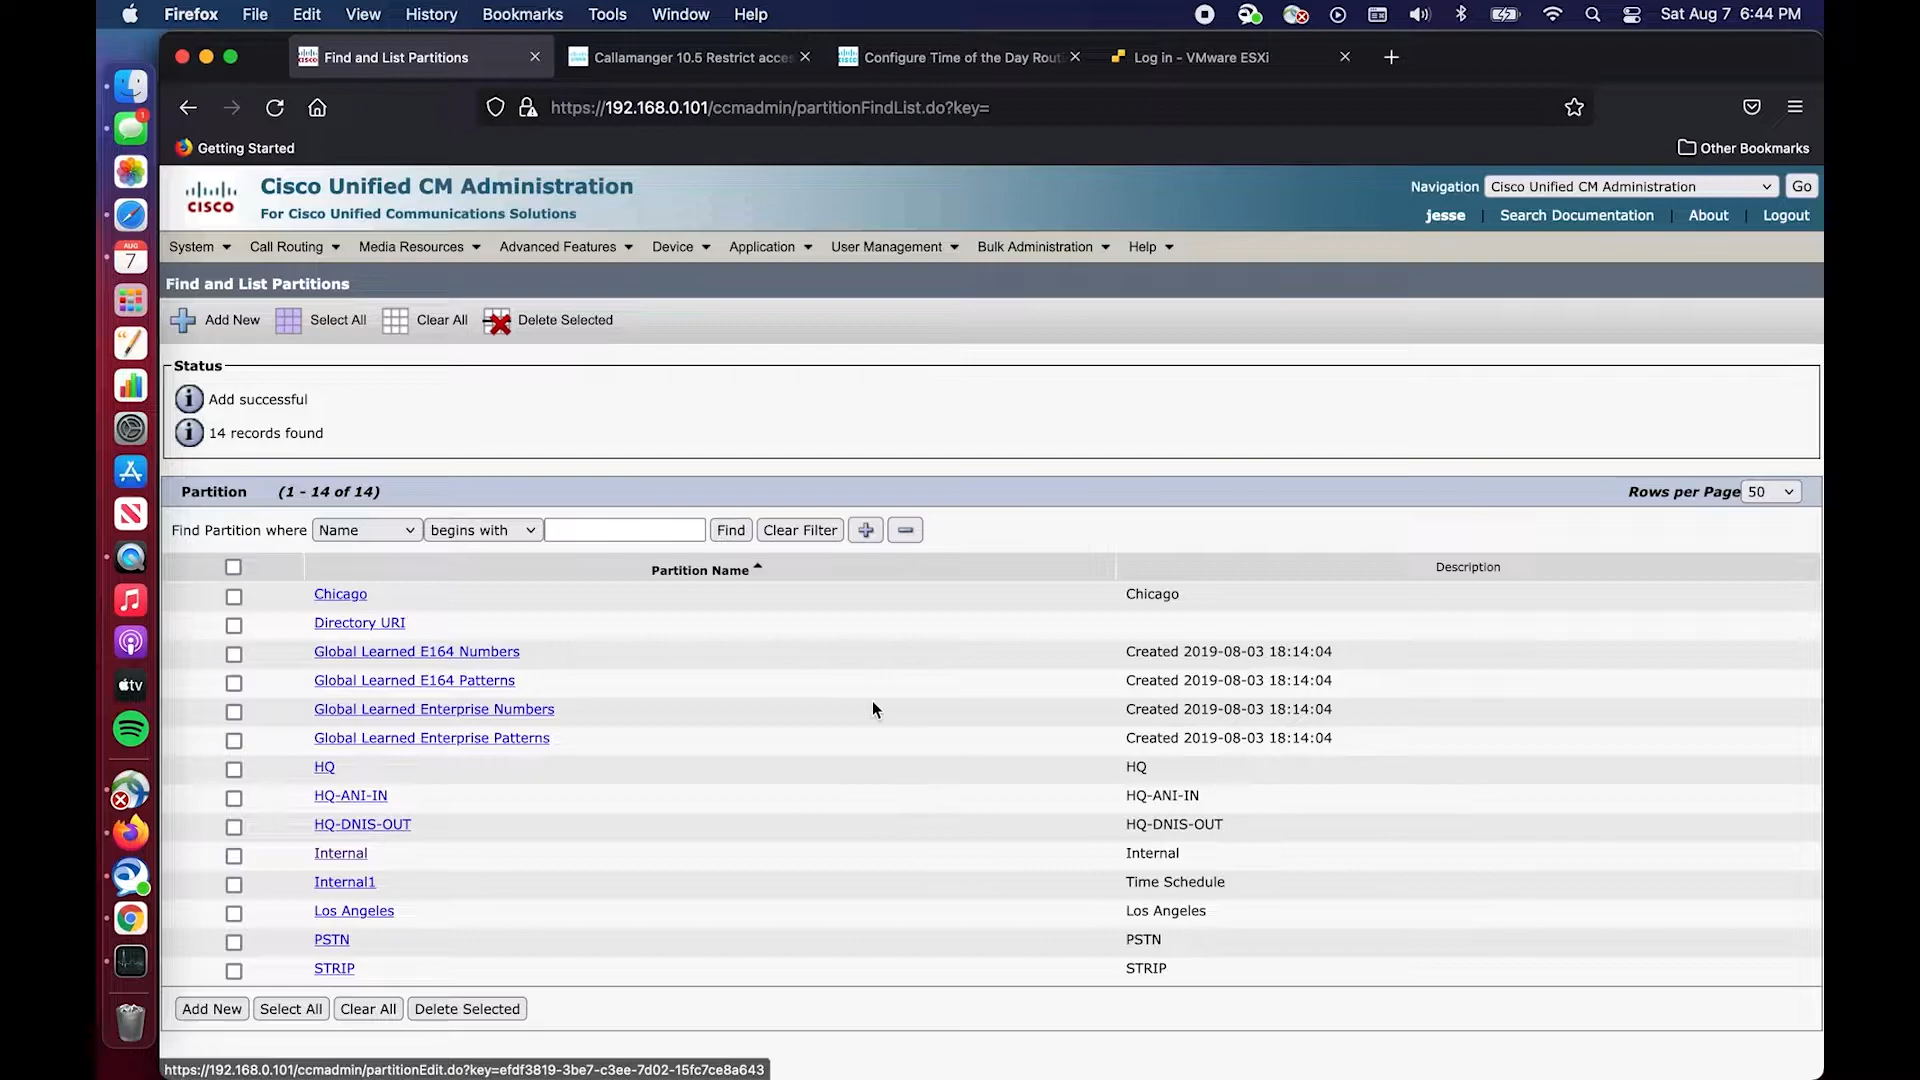 Firefox File Edit View History Bookmarks Tools Window Help Sat Aug 7 6:44 PM
Find and List Partitions Callamanger 10.5 Restrict acces Configure Time of the Day Rout Log in - VMware ESXi
https://192.168.0.101/ccmadmin/partitionFindList.do?key=
Getting Started Other Bookmarks
CISCO
Cisco Unified CM Administration
For Cisco Unified Communications Solutions
Navigation Cisco Unified CM Administration Go
jesse Search Documentation About Logout
System Call Routing Media Resources Advanced Features Device Application User Management Bulk Administration Help
Find and List Partitions
Add New Select All Clear All Delete Selected
Status
Add successful
14 records found
Partition (1 - 14 of 14) Rows per Page 50
Find Partition where Name begins with Find Clear Filter
Partition Name Description
Chicago Chicago
Directory URI
Global Learned E164 Numbers Created 2019-08-03 18:14:04
Global Learned E164 Patterns Created 2019-08-03 18:14:04
Global Learned Enterprise Numbers Created 2019-08-03 18:14:04
Global Learned Enterprise Patterns Created 2019-08-03 18:14:04
HQ HQ
HQ-ANI-IN HQ-ANI-IN
HQ-DNIS-OUT HQ-DNIS-OUT
Internal Internal
Internal1 Time Schedule
Los Angeles Los Angeles
PSTN PSTN
STRIP STRIP
Add New Select All Clear All Delete Selected
https://192.168.0.101/ccmadmin/partitionEdit.do?key=efdf3819-3be7-c3ee-7d02-15fc7ce8a643
1
AUG
7
tv